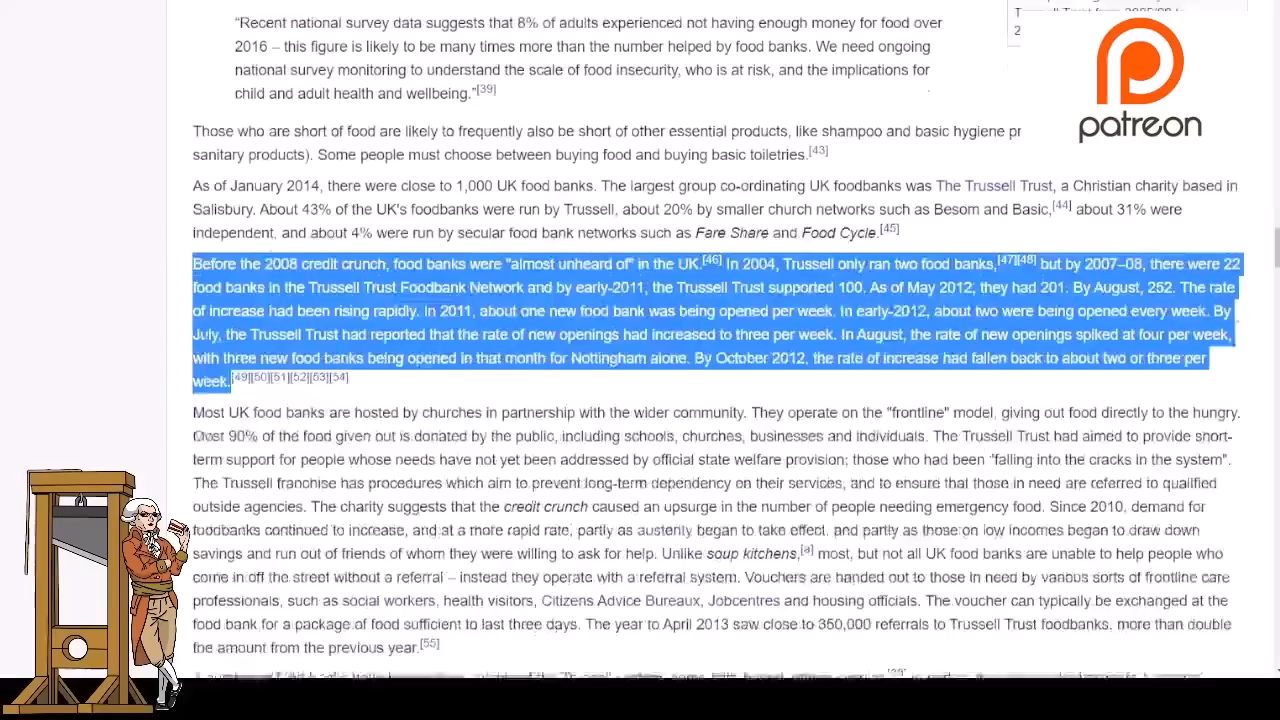 "Recent national survey data suggests that 8% of adults experienced not having enough money for food over
2016 – this figure is likely to be many times more than the number helped by food banks. We need ongoing
national survey monitoring to understand the scale of food insecurity, who is at risk, and the implications for
child and adult health and wellbeing."[39]
patreon
Those who are short of food are likely to frequently also be short of other essential products, like shampoo and basic hygiene pr
sanitary products). Some people must choose between buying food and buying basic toiletries.[43]
As of January 2014, there were close to 1,000 UK food banks. The largest group co-ordinating UK foodbanks was The Trussell Trust, a Christian charity based in
Salisbury. About 43% of the UK's foodbanks were run by Trussell, about 20% by smaller church networks such as Besom and Basic,[44] about 31% were
independent, and about 4% were run by secular food bank networks such as Fare Share and Food Cycle.[45]
Before the 2008 credit crunch, food banks were "almost unheard of" in the UK.[46] In 2004, Trussell only ran two food banks,[47][48] but by 2007–08, there were 22
food banks in the Trussell Trust Foodbank Network and by early-2011, the Trussell Trust supported 100. As of May 2012, they had 201. By August, 252. The rate
of increase had been rising rapidly. In 2011, about one new food bank was being opened per week. In early-2012, about two were being opened every week. By
July, the Trussell Trust had reported that the rate of new openings had increased to three per week. In August, the rate of new openings spiked at four per week,
with three new food banks being opened in that month for Nottingham alone. By October 2012, the rate of increase had fallen back to about two or three per
week.[49][50][51][52][53][54]
Most UK food banks are hosted by churches in partnership with the wider community. They operate on the "frontline" model, giving out food directly to the hungry.
Over 90% of the food given out is donated by the public, including schools, churches, businesses and individuals. The Trussell Trust had aimed to provide short-
term support for people whose needs have not yet been addressed by official state welfare provision; those who had been "falling into the cracks in the system".
The Trussell franchise has procedures which aim to prevent long-term dependency on their services, and to ensure that those in need are referred to qualified
outside agencies. The charity suggests that the credit crunch caused an upsurge in the number of people needing emergency food. Since 2010, demand for
foodbanks continued to increase, and at a more rapid rate, partly as austerity began to take effect, and partly as those on low incomes began to draw down
savings and run out of friends of whom they were willing to ask for help. Unlike soup kitchens,[a] most, but not all UK food banks are unable to help people who
come in off the street without a referral – instead they operate with a referral system. Vouchers are handed out to those in need by various sorts of frontline care
professionals, such as social workers, health visitors, Citizens Advice Bureaux, Jobcentres and housing officials. The voucher can typically be exchanged at the
food bank for a package of food sufficient to last three days. The year to April 2013 saw close to 350,000 referrals to Trussell Trust foodbanks, more than double
the amount from the previous year.[55]